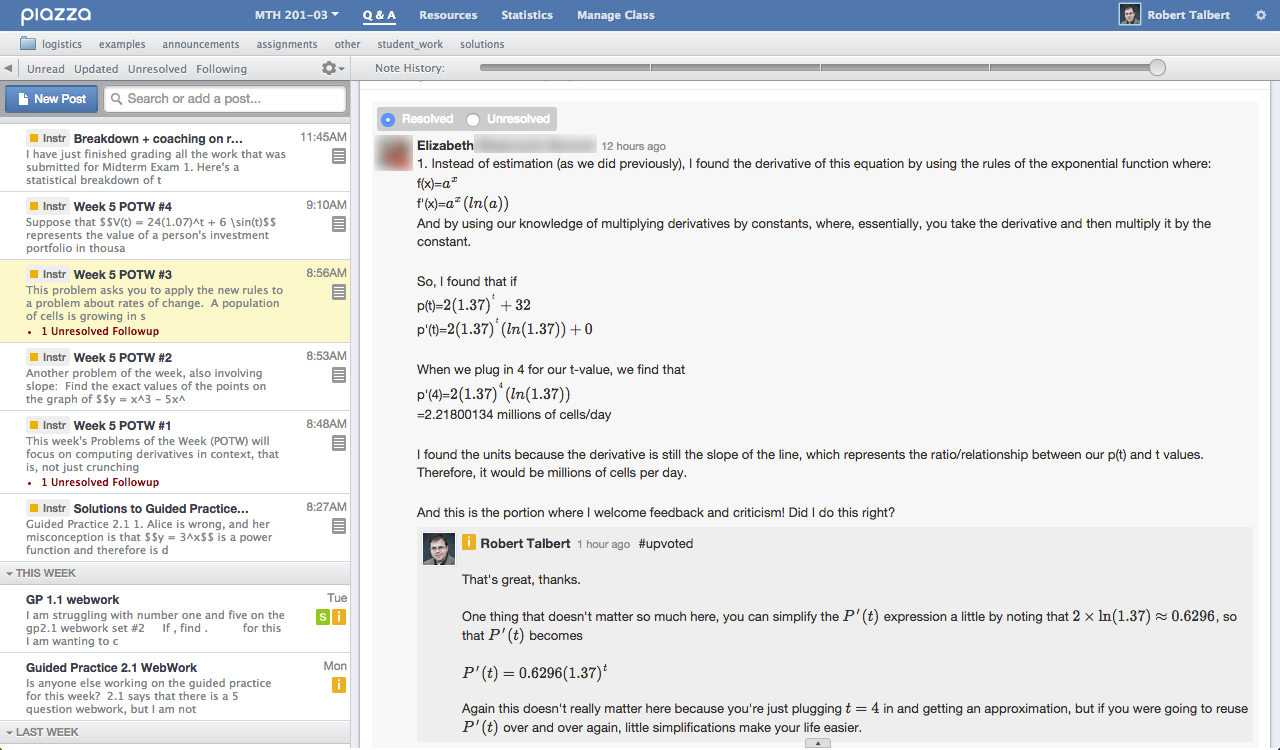 piazza
MTH 201-03
Q & A
Resources
Statistics
Manage Class
Robert Talbert
logistics
examples
announcements
assignments
other
student_work
solutions
Unread
Updated
Unresolved
Following
Note History:
New Post
Search or add a post...
Instr Breakdown + coaching on r... 11:45AM
I have just finished grading all the work that was
submitted for Midterm Exam 1. Here's a
statistical breakdown of t
Instr Week 5 POTW #4 9:10AM
Suppose that $$V(t) = 24(1.07)^t + 6 \sin(t)$$
represents the value of a person's investment
portfolio in thousa
Instr Week 5 POTW #3 8:56AM
This problem asks you to apply the new rules to
a problem about rates of change. A population
of cells is growing in s
• 1 Unresolved Followup
Instr Week 5 POTW #2 8:53AM
Another problem of the week, also involving
slope: Find the exact values of the points on
the graph of $$y = x^3 - 5x^
Instr Week 5 POTW #1 8:48AM
This week's Problems of the Week (POTW) will
focus on computing derivatives in context, that
is, not just crunching
• 1 Unresolved Followup
Instr Solutions to Guided Practice... 8:27AM
Guided Practice 2.1 1. Alice is wrong, and her
misconception is that $$y = 3^x$$ is a power
function and therefore is d
THIS WEEK
GP 1.1 webwork Tue
I am struggling with number one and five on the
gp2.1 webwork set #2 If , find . for this
I am wanting to c
S i
Guided Practice 2.1 WebWork Mon
Is anyone else working on the guided practice
for this week? 2.1 says that there is a 5
question webwork, but I am not
i
LAST WEEK
Resolved Unresolved
Elizabeth 12 hours ago
1. Instead of estimation (as we did previously), I found the derivative of this equation by using the rules of the exponential function where:
f(x)=a^x
f'(x)=a^x(ln(a))
And by using our knowledge of multiplying derivatives by constants, where, essentially, you take the derivative and then multiply it by the
constant.
So, I found that if
p(t)=2(1.37)^t + 32
p'(t)=2(1.37)^t(ln(1.37)) + 0
When we plug in 4 for our t-value, we find that
p'(4)=2(1.37)^4(ln(1.37))
=2.21800134 millions of cells/day
I found the units because the derivative is still the slope of the line, which represents the ratio/relationship between our p(t) and t values.
Therefore, it would be millions of cells per day.
And this is the portion where I welcome feedback and criticism! Did I do this right?
i Robert Talbert 1 hour ago #upvoted
That's great, thanks.
One thing that doesn't matter so much here, you can simplify the P′(t) expression a little by noting that 2 × ln(1.37) ≈ 0.6296, so
that P′(t) becomes
P′(t) = 0.6296(1.37)^t
Again this doesn't really matter here because you're just plugging t = 4 in and getting an approximation, but if you were going to reuse
P′(t) over and over again, little simplifications make your life easier.